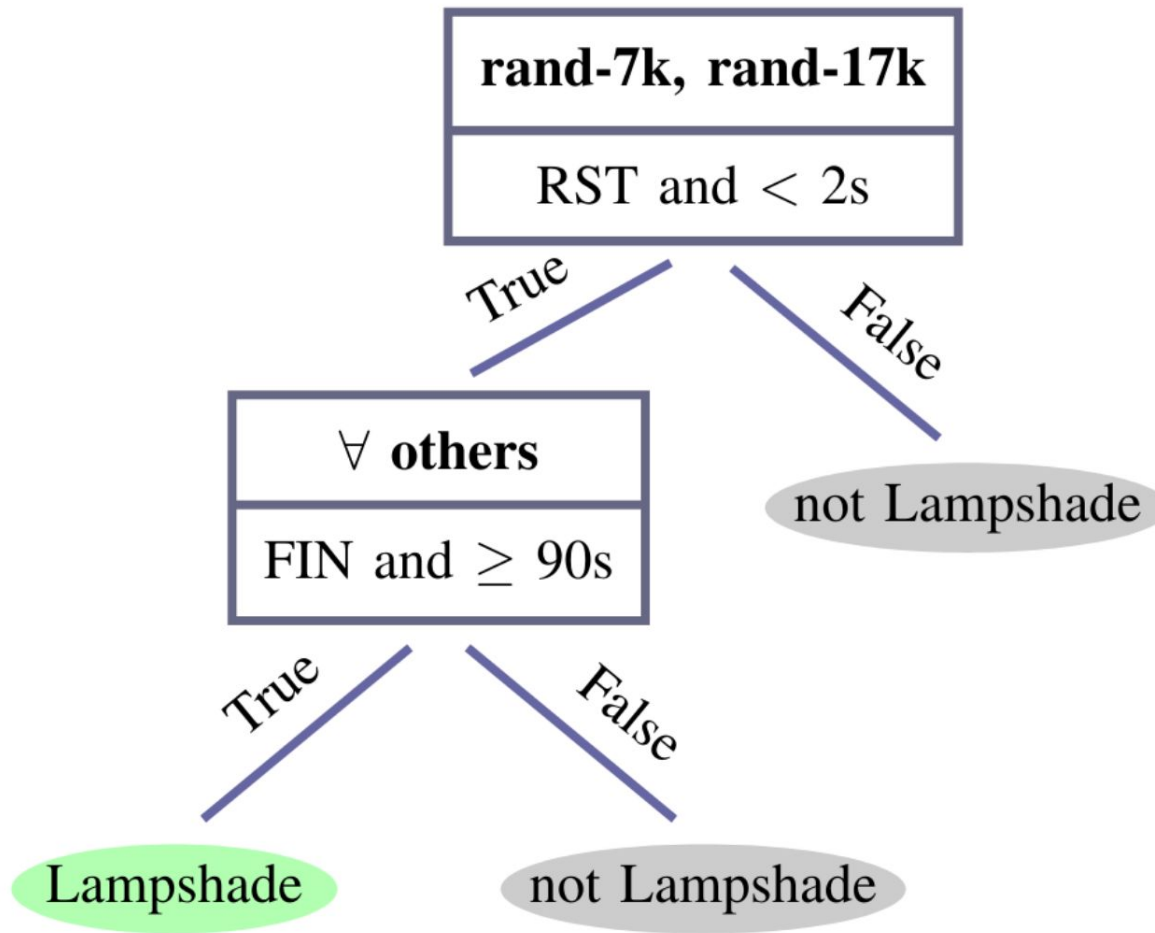 rand-7k, rand-17k
RST and < 2s
True
False
∀ others
FIN and ≥ 90s
not Lampshade
True
False
Lampshade
not Lampshade